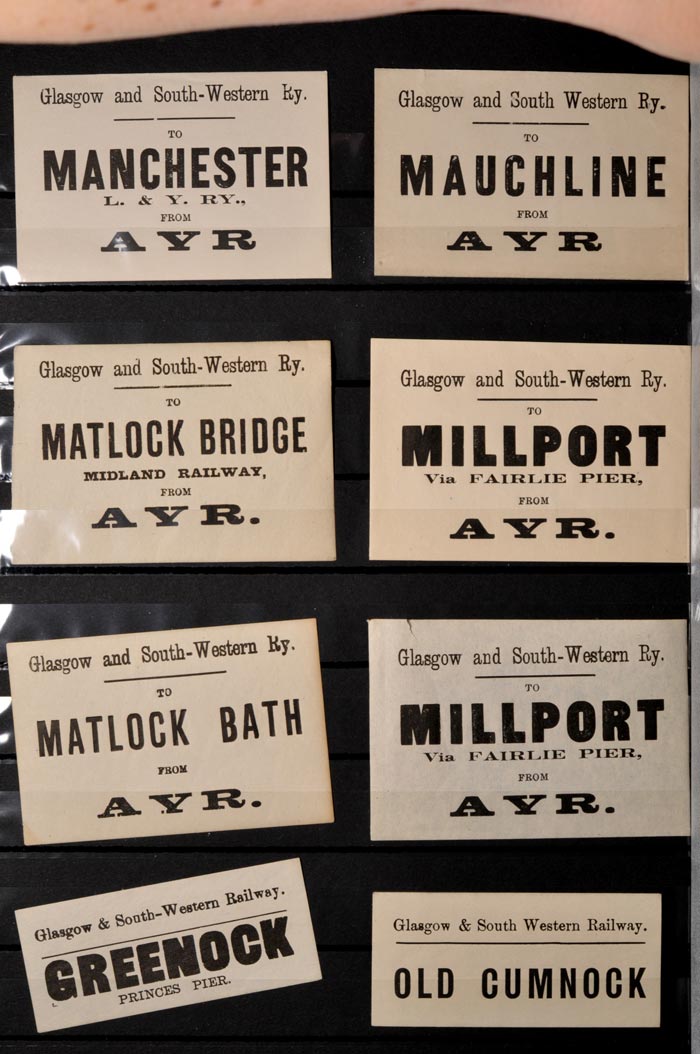 Glasgow and South-Western Ry.
TO
MANCHESTER
L. & Y. RY.,
FROM
AYR
Glasgow and South Western Ry.
TO
MAUCHLINE
FROM
AYR
Glasgow and South-Western Ry.
TO
MATLOCK BRIDGE
MIDLAND RAILWAY,
FROM
AYR.
Glasgow and South-Western Ry.
TO
MILLPORT
Via FAIRLIE PIER,
FROM
AYR.
Glasgow and South-Western Ry.
TO
MATLOCK BATH
FROM
AYR.
Glasgow and South-Western Ry.
TO
MILLPORT
Via FAIRLIE PIER,
FROM
AYR.
Glasgow & South-Western Railway.
GREENOCK
PRINCES PIER.
Glasgow & South Western Railway.
OLD CUMNOCK